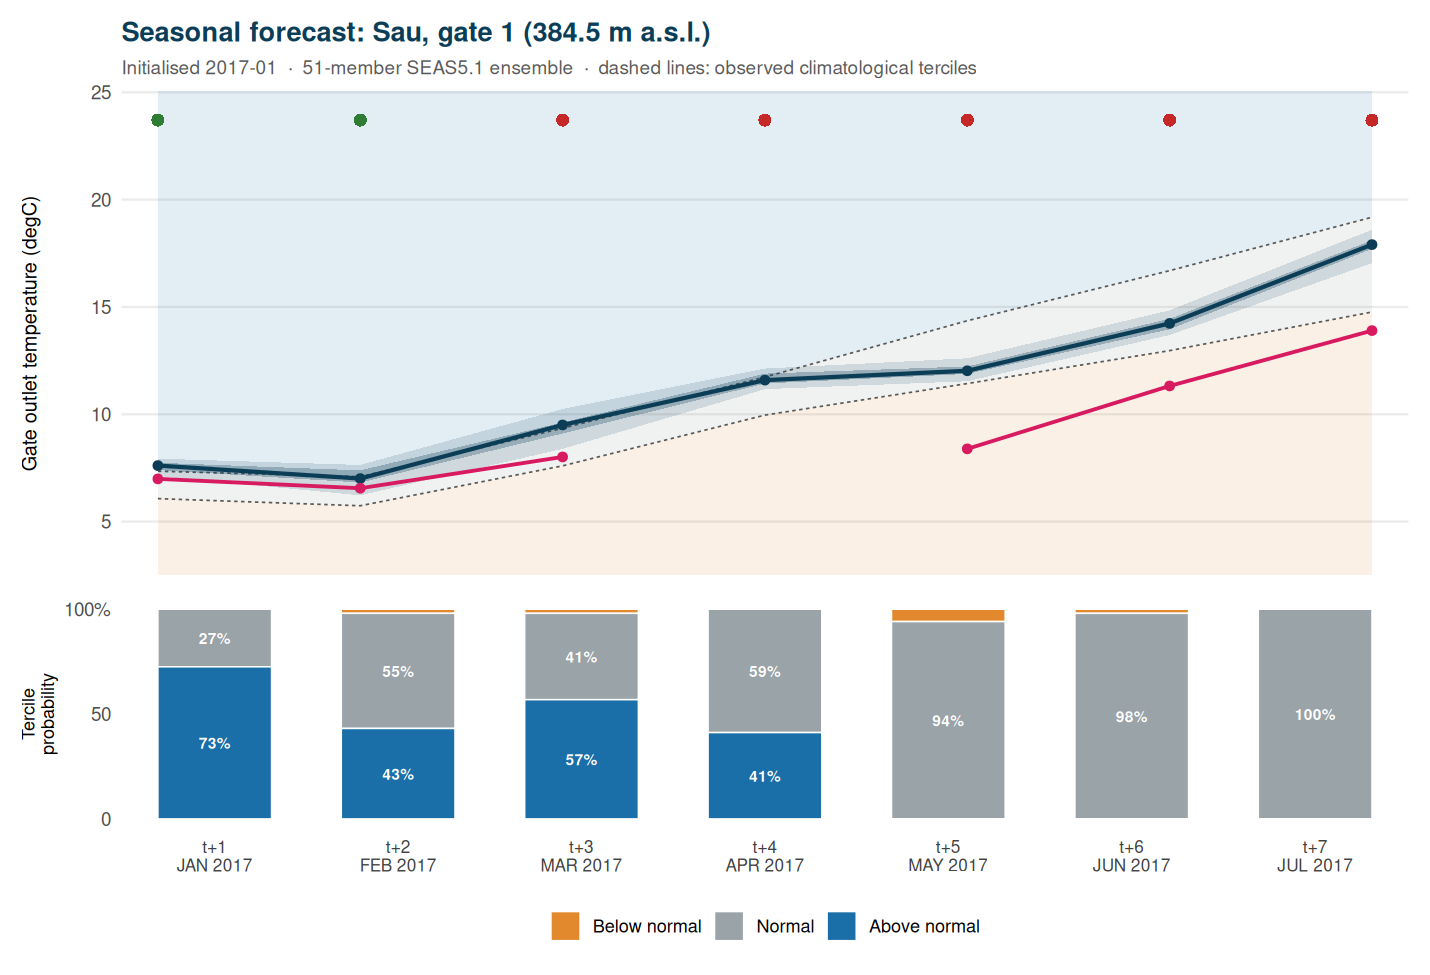 Seasonal forecast: Sau, gate 1 (384.5 m a.s.l.)
Initialised 2017-01 · 51-member SEAS5.1 ensemble · dashed lines: observed climatological terciles
Gate outlet temperature (degC)
25
20
15
10
5
Tercile
probability
100%
50
0
27%
73%
55%
43%
41%
57%
59%
41%
94%
98%
100%
t+1
JAN 2017
t+2
FEB 2017
t+3
MAR 2017
t+4
APR 2017
t+5
MAY 2017
t+6
JUN 2017
t+7
JUL 2017
Below normal
Normal
Above normal